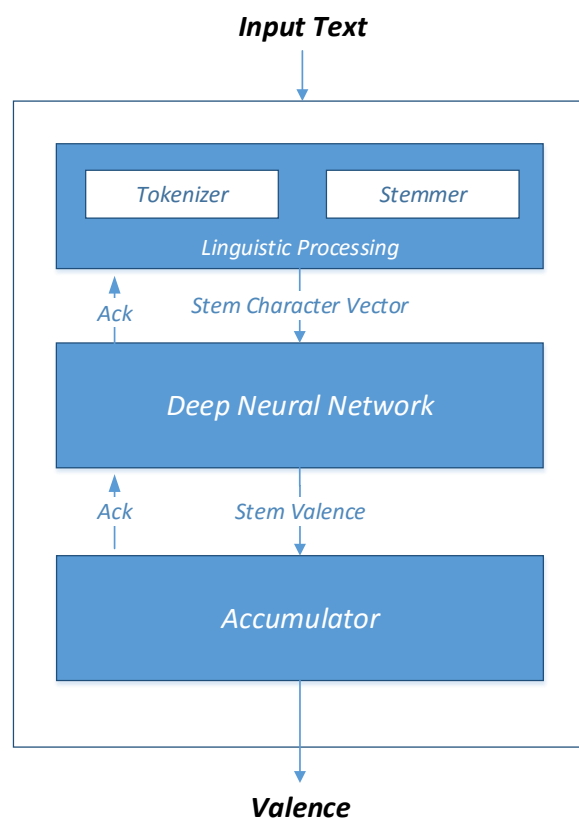 Input Text
Tokenizer
Stemmer
Linguistic Processing
Ack
Stem Character Vector
Deep Neural Network
Ack
Stem Valence
Accumulator
Valence